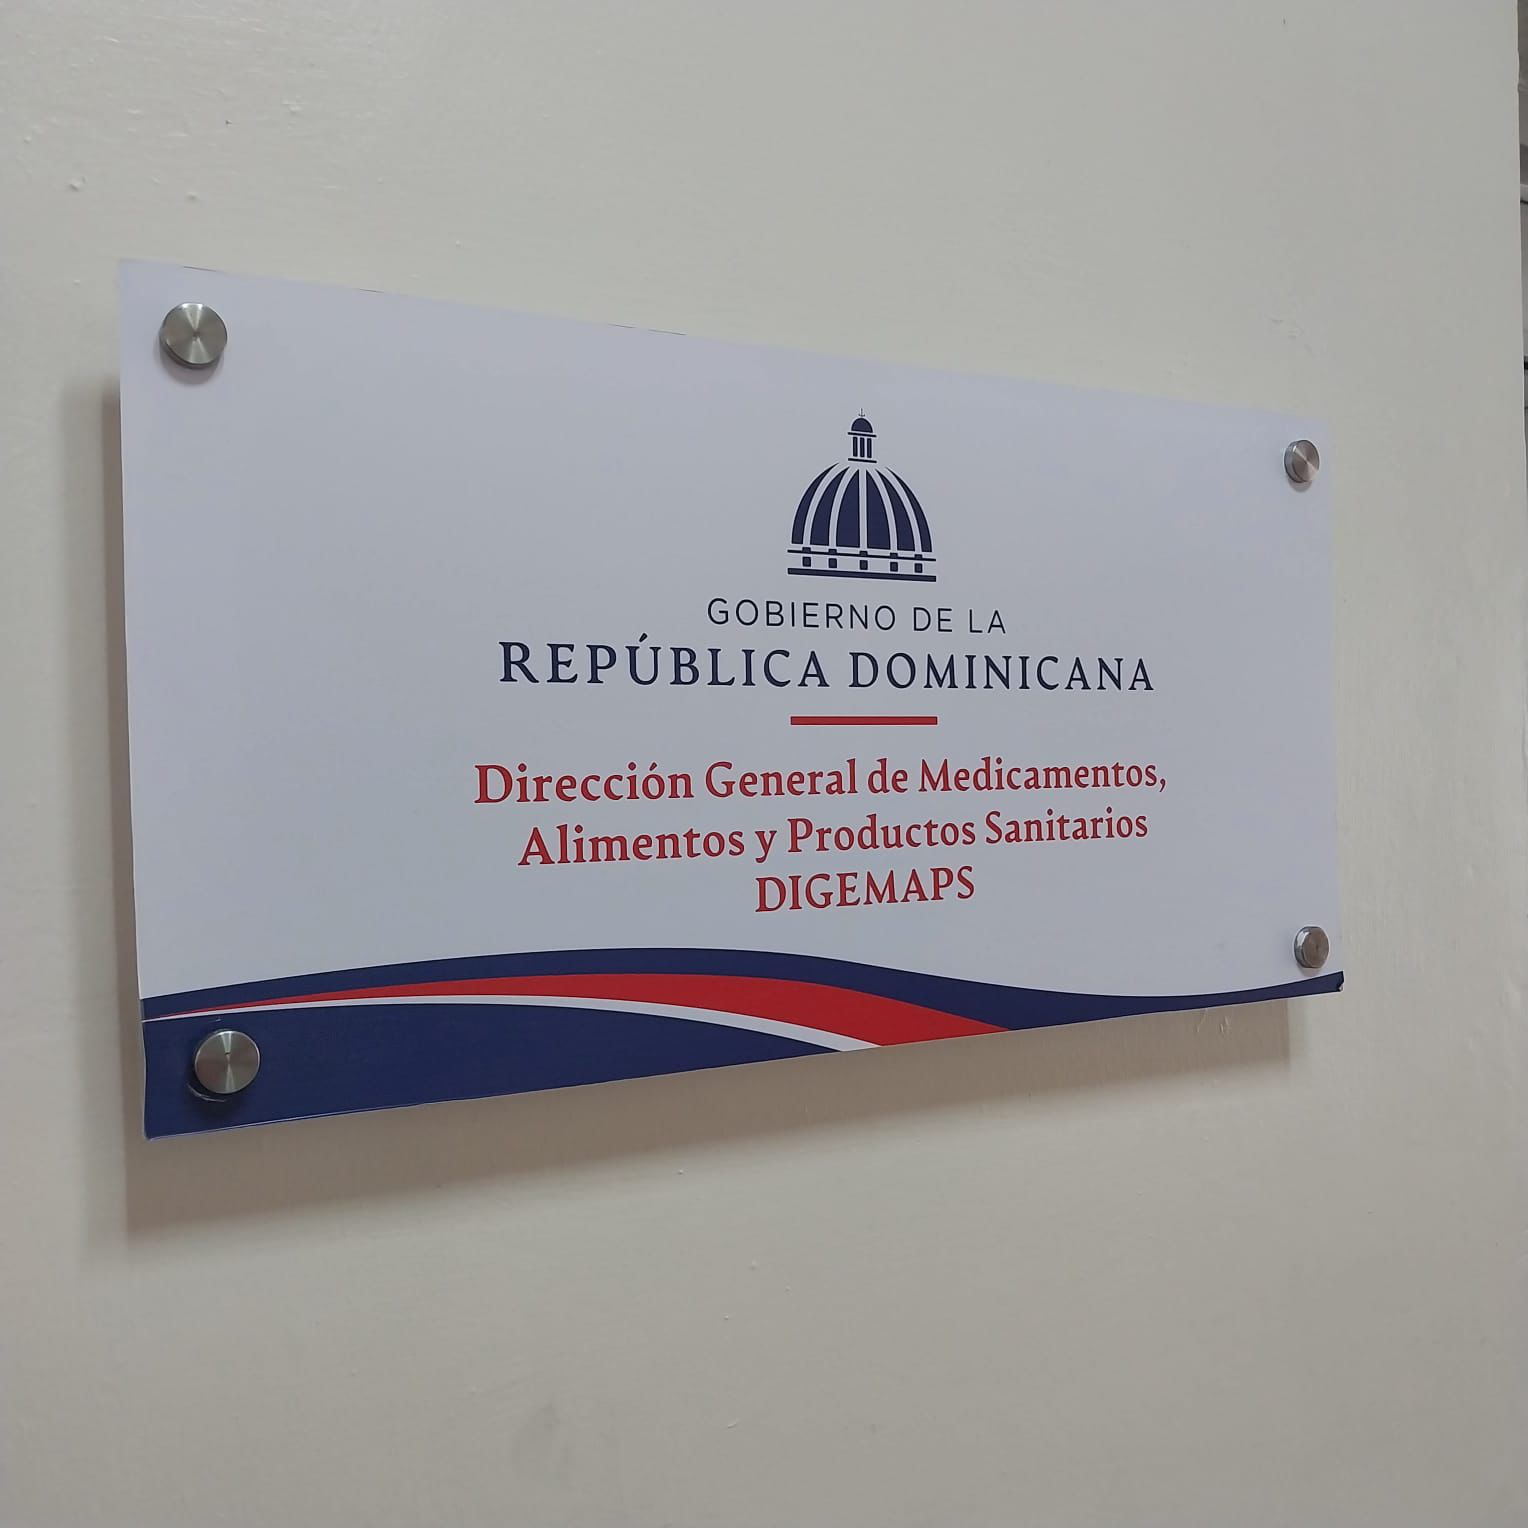 GOBIERNO DE LA
REPÚBLICA DOMINICANA
Dirección General de Medicamentos,
Alimentos y Productos Sanitarios
DIGEMAPS